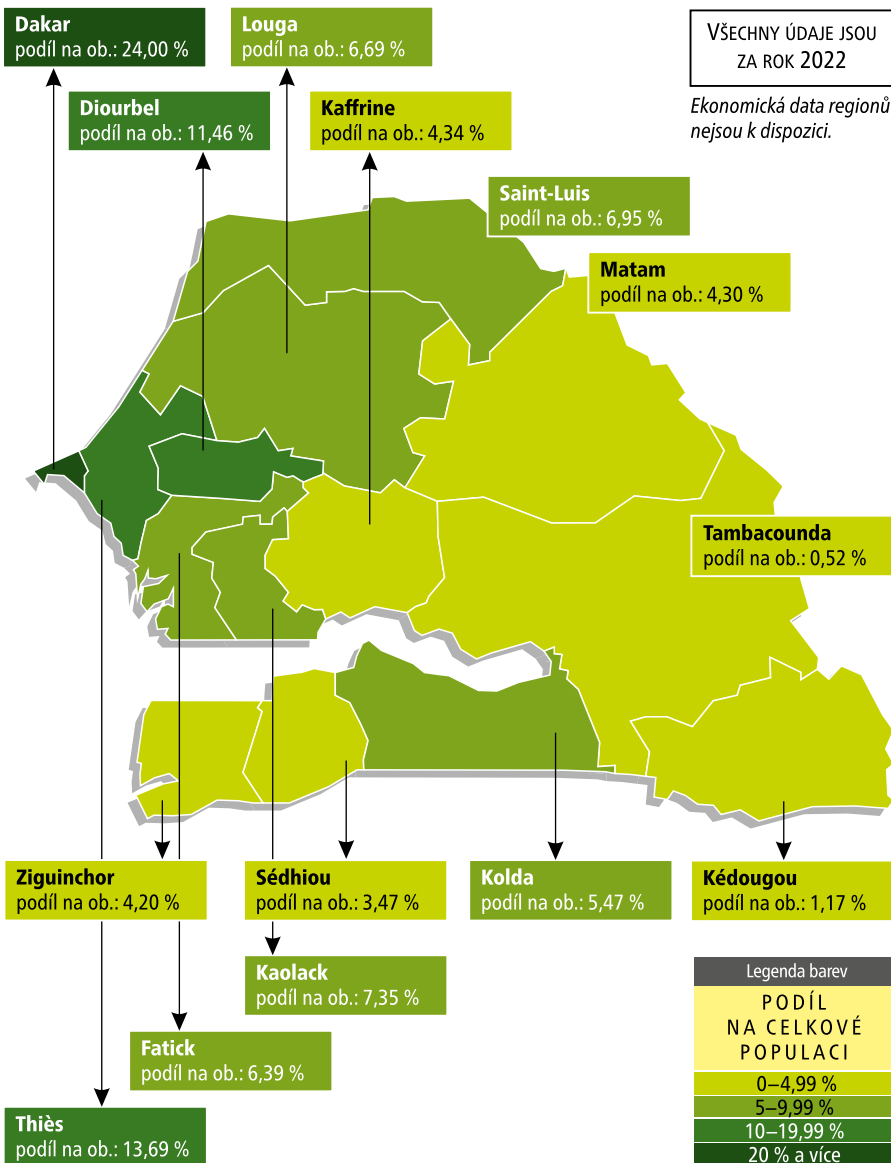 Dakar
podíl na ob.: 24,00 %
Louga
podíl na ob.: 6,69 %
VŠECHNY ÚDAJE JSOU
ZA ROK 2022
Ekonomická data regionů
nejsou k dispozici.
Diourbel
podíl na ob.: 11,46 %
Kaffrine
podíl na ob.: 4,34 %
Saint-Luis
podíl na ob.: 6,95 %
Matam
podíl na ob.: 4,30 %
Tambacounda
podíl na ob.: 0,52 %
Ziguinchor
podíl na ob.: 4,20 %
Sédhiou
podíl na ob.: 3,47 %
Kolda
podíl na ob.: 5,47 %
Kédougou
podíl na ob.: 1,17 %
Kaolack
podíl na ob.: 7,35 %
Fatick
podíl na ob.: 6,39 %
Thiès
podíl na ob.: 13,69 %
Legenda barev
PODÍL
NA CELKOVÉ
POPULACI
0–4,99 %
5–9,99 %
10–19,99 %
20 % a více